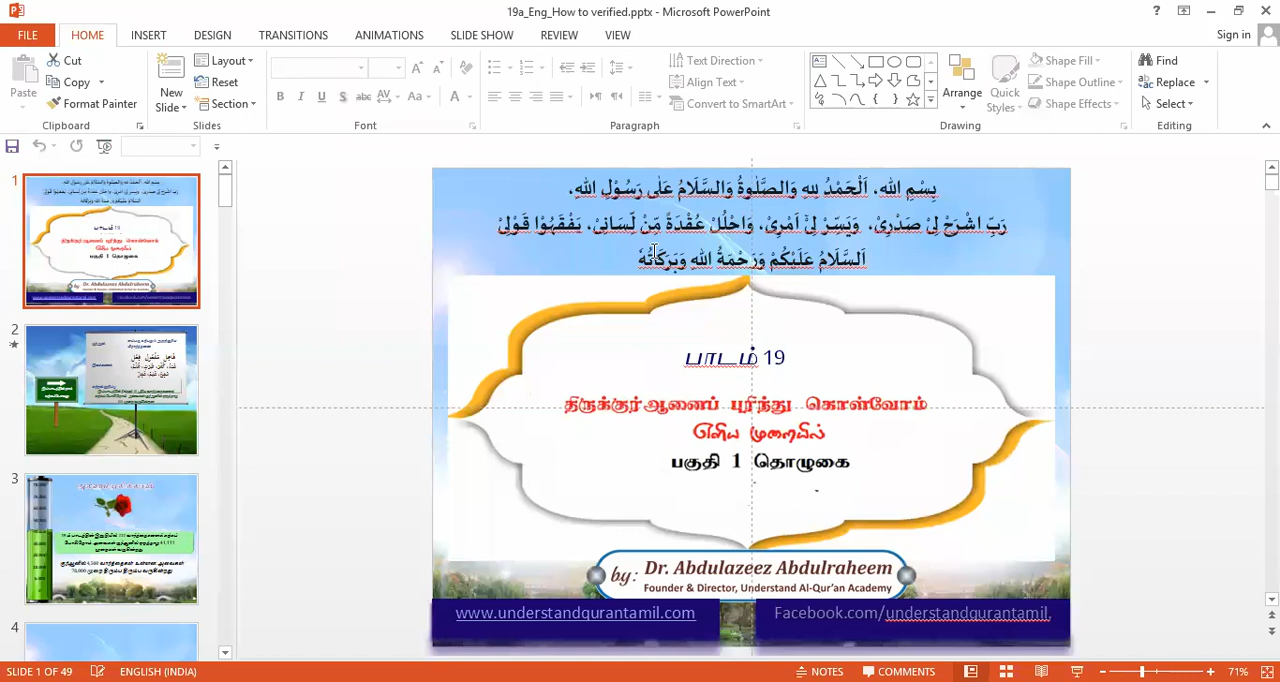 19a_Eng_How to verified.pptx - Microsoft PowerPoint
Sign in
FILE HOME INSERT DESIGN TRANSITIONS ANIMATIONS SLIDE SHOW REVIEW VIEW
Cut
Copy
Format Painter
Paste
Clipboard
New Slide
Layout
Reset
Section
Slides
Font
Text Direction
Align Text
Convert to SmartArt
Paragraph
Arrange
Quick Styles
Shape Fill
Shape Outline
Shape Effects
Drawing
Find
Replace
Select
Editing
1
2
3
4
بِسْمِ اللهِ، اَلْحَمْدُ لِلهِ وَالصَّلٰوةُ وَالسَّلَامُ عَلٰى رَسُوْلِ اللهِ،
رَبِّ اشْرَحْ لِيْ صَدْرِيْ، وَيَسِّرْ لِيْ أَمْرِيْ، وَاحْلُلْ عُقْدَةً مِّنْ لِّسَانِيْ، يَفْقَهُوْا قَوْلِيْ
اَلسَّلَامُ عَلَيْكُمْ وَرَحْمَةُ اللهِ وَبَرَكَاتُهٗ
பாடம் 19
திருக்குர்ஆனைப் புரிந்து கொள்வோம்
எளிய முறையில்
பகுதி 1 தொழுகை
by: Dr. Abdulazeez Abdulraheem
Founder & Director, Understand Al-Qur'an Academy
www.understandqurantamil.com
Facebook.com/understandqurantamil.
SLIDE 1 OF 49 ENGLISH (INDIA) NOTES COMMENTS 71%